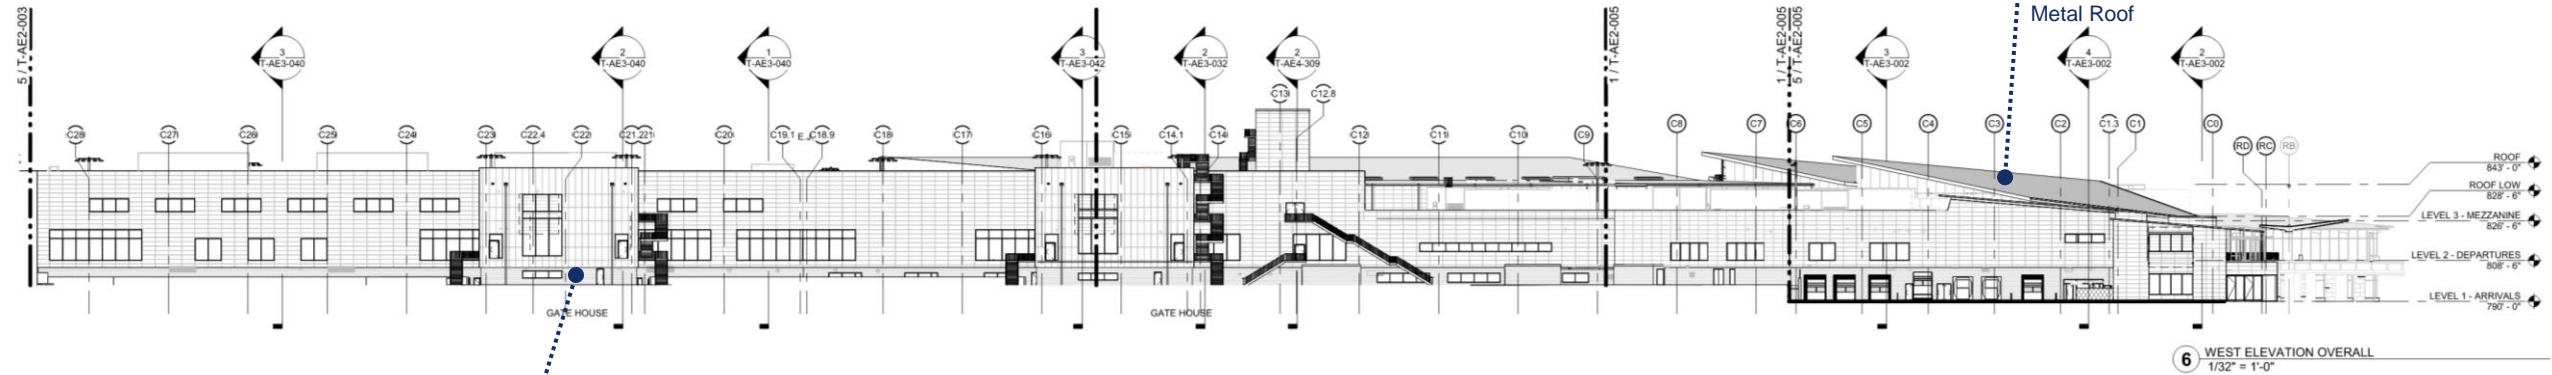 Metal Roof
5 / T-AE2-003
1 / T-AE2-005
1 / T-AE2-005
5 / T-AE2-005
3
T-AE3-040
2
T-AE3-040
1
T-AE3-040
3
T-AE3-042
2
T-AE3-032
2
T-AE4-309
3
T-AE3-002
4
T-AE3-002
2
T-AE3-002
C13 C12.8
C28 C27 C26 C25 C24 C23 C22.4 C22 C21.2 C20 C19.1 E.J. C18.9 C18 C17 C16 C15 C14.1 C14 C12 C11 C10 C9 C8 C7 C6 C5 C4 C3 C2 C1.3 C1 C0
RD RC RB
ROOF
843' - 0"
ROOF LOW
828' - 6"
LEVEL 3 - MEZZANINE
826' - 6"
LEVEL 2 - DEPARTURES
808' - 6"
LEVEL 1 - ARRIVALS
790' - 0"
GATE HOUSE
GATE HOUSE
6 WEST ELEVATION OVERALL
1/32" = 1'-0"